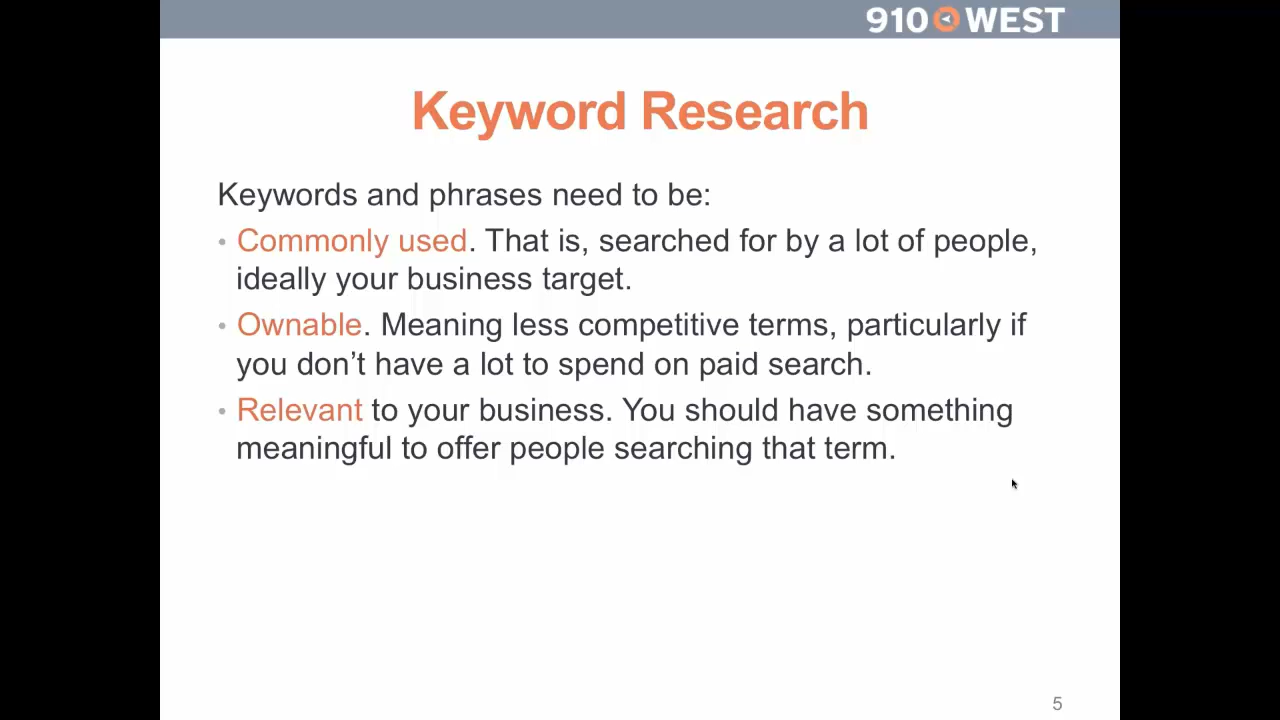 910 WEST
Keyword Research
Keywords and phrases need to be:
• Commonly used. That is, searched for by a lot of people,
ideally your business target.
• Ownable. Meaning less competitive terms, particularly if
you don’t have a lot to spend on paid search.
• Relevant to your business. You should have something
meaningful to offer people searching that term.
5